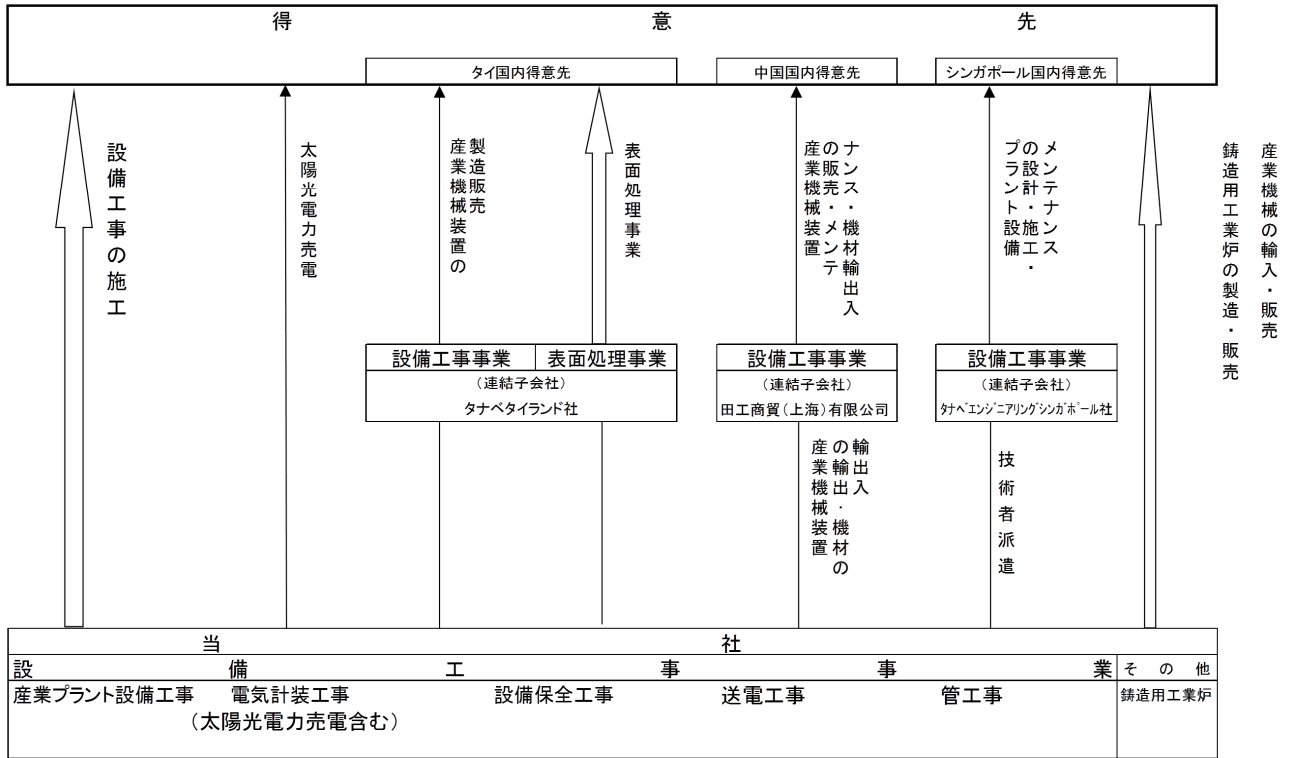 得意先
タイ国内得意先
中国国内得意先
シンガポール国内得意先
設備工事の施工
太陽光電力売電
産業機械装置の
製造販売
表面処理事業
産業機械装置
の販売・メンテ
ナンス・機材輸出入
プラント設備
の設計・施工・
メンテナンス
鋳造用工業炉の製造・販売
産業機械の輸入・販売
設備工事事業
表面処理事業
(連結子会社)
タナベタイランド社
設備工事事業
(連結子会社)
田工商貿(上海)有限公司
設備工事事業
(連結子会社)
タナベエンジニアリングシンガポール社
産業機械装置
の輸出・機材の
輸出入
技術者派遣
当社
設備工事事業
その他
産業プラント設備工事
電気計装工事
(太陽光電力売電含む)
設備保全工事
送電工事
管工事
鋳造用工業炉